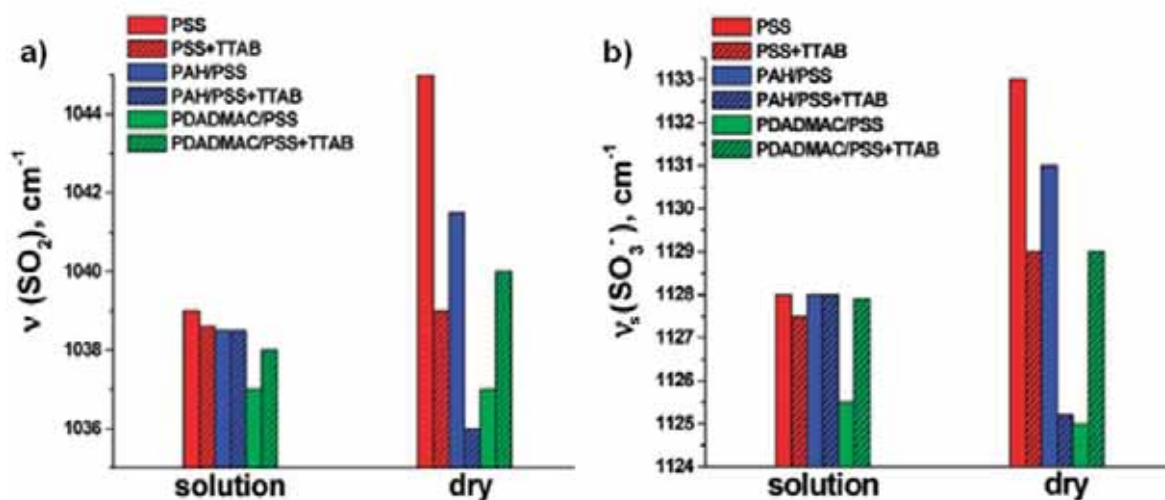 a)
PSS
PSS+TTAB
PAH/PSS
PAH/PSS+TTAB
PDADMAC/PSS
PDADMAC/PSS+TTAB
ν (SO₂), cm⁻¹
1044
1042
1040
1038
1036
solution dry
b)
PSS
PSS+TTAB
PAH/PSS
PAH/PSS+TTAB
PDADMAC/PSS
PDADMAC/PSS+TTAB
νₛ(SO₃⁻), cm⁻¹
1133
1132
1131
1130
1129
1128
1127
1126
1125
1124
solution dry